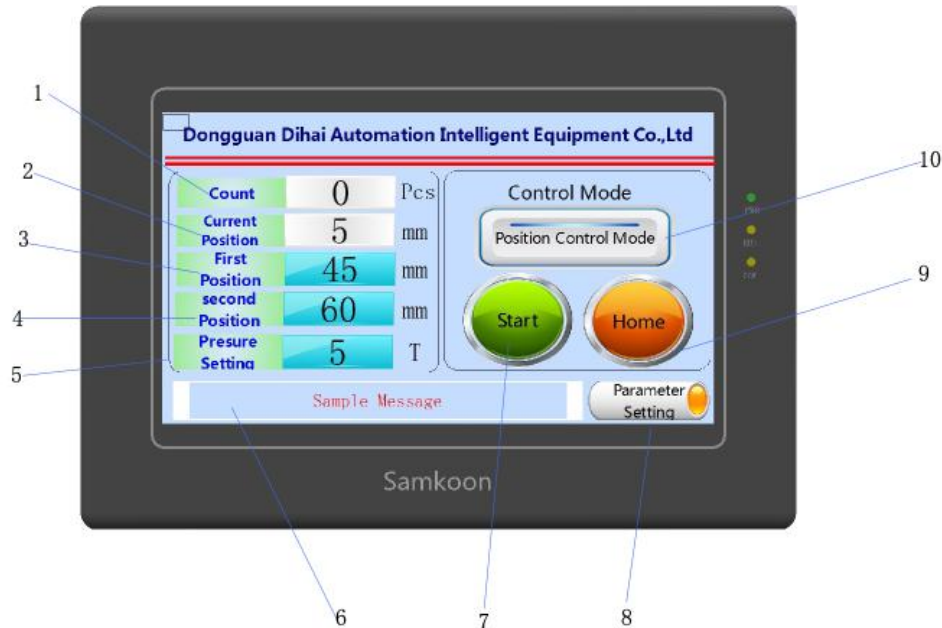 Dongguan Dihai Automation Intelligent Equipment Co.,Ltd
1
2
3
4
5
Count 0 Pcs
Current
Position 5 mm
First
Position 45 mm
second
Position 60 mm
Presure
Setting 5 T
Control Mode
Position Control Mode
Start Home
10
9
Sample Message
Parameter
Setting
Samkoon
6 7 8